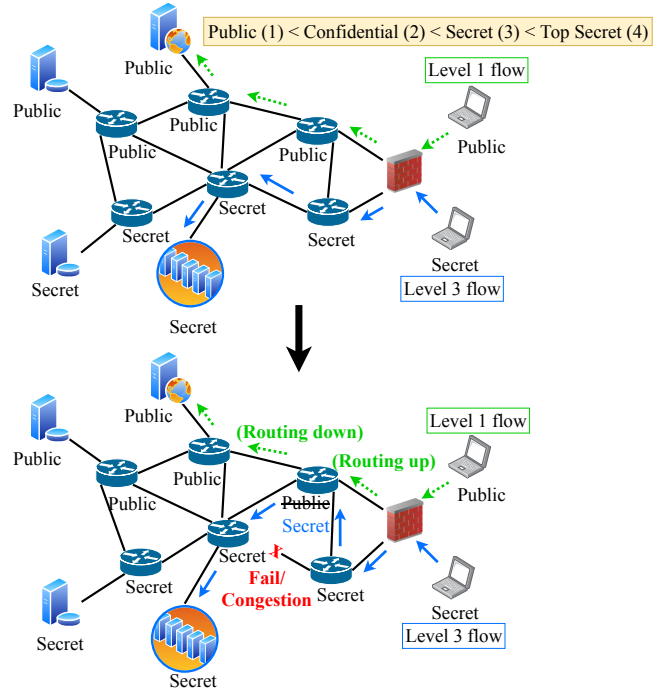 Public (1) < Confidential (2) < Secret (3) < Top Secret (4)
Public
Level 1 flow
Public
Public
Public
Public
Public
Secret
Secret
Secret
Secret
Secret
Level 3 flow
Secret
Public
Level 1 flow
(Routing down)
Public
(Routing up)
Public
Public
Public
Public
Secret
Secret
Fail/
Congestion
Secret
Secret
Secret
Secret
Level 3 flow
Secret